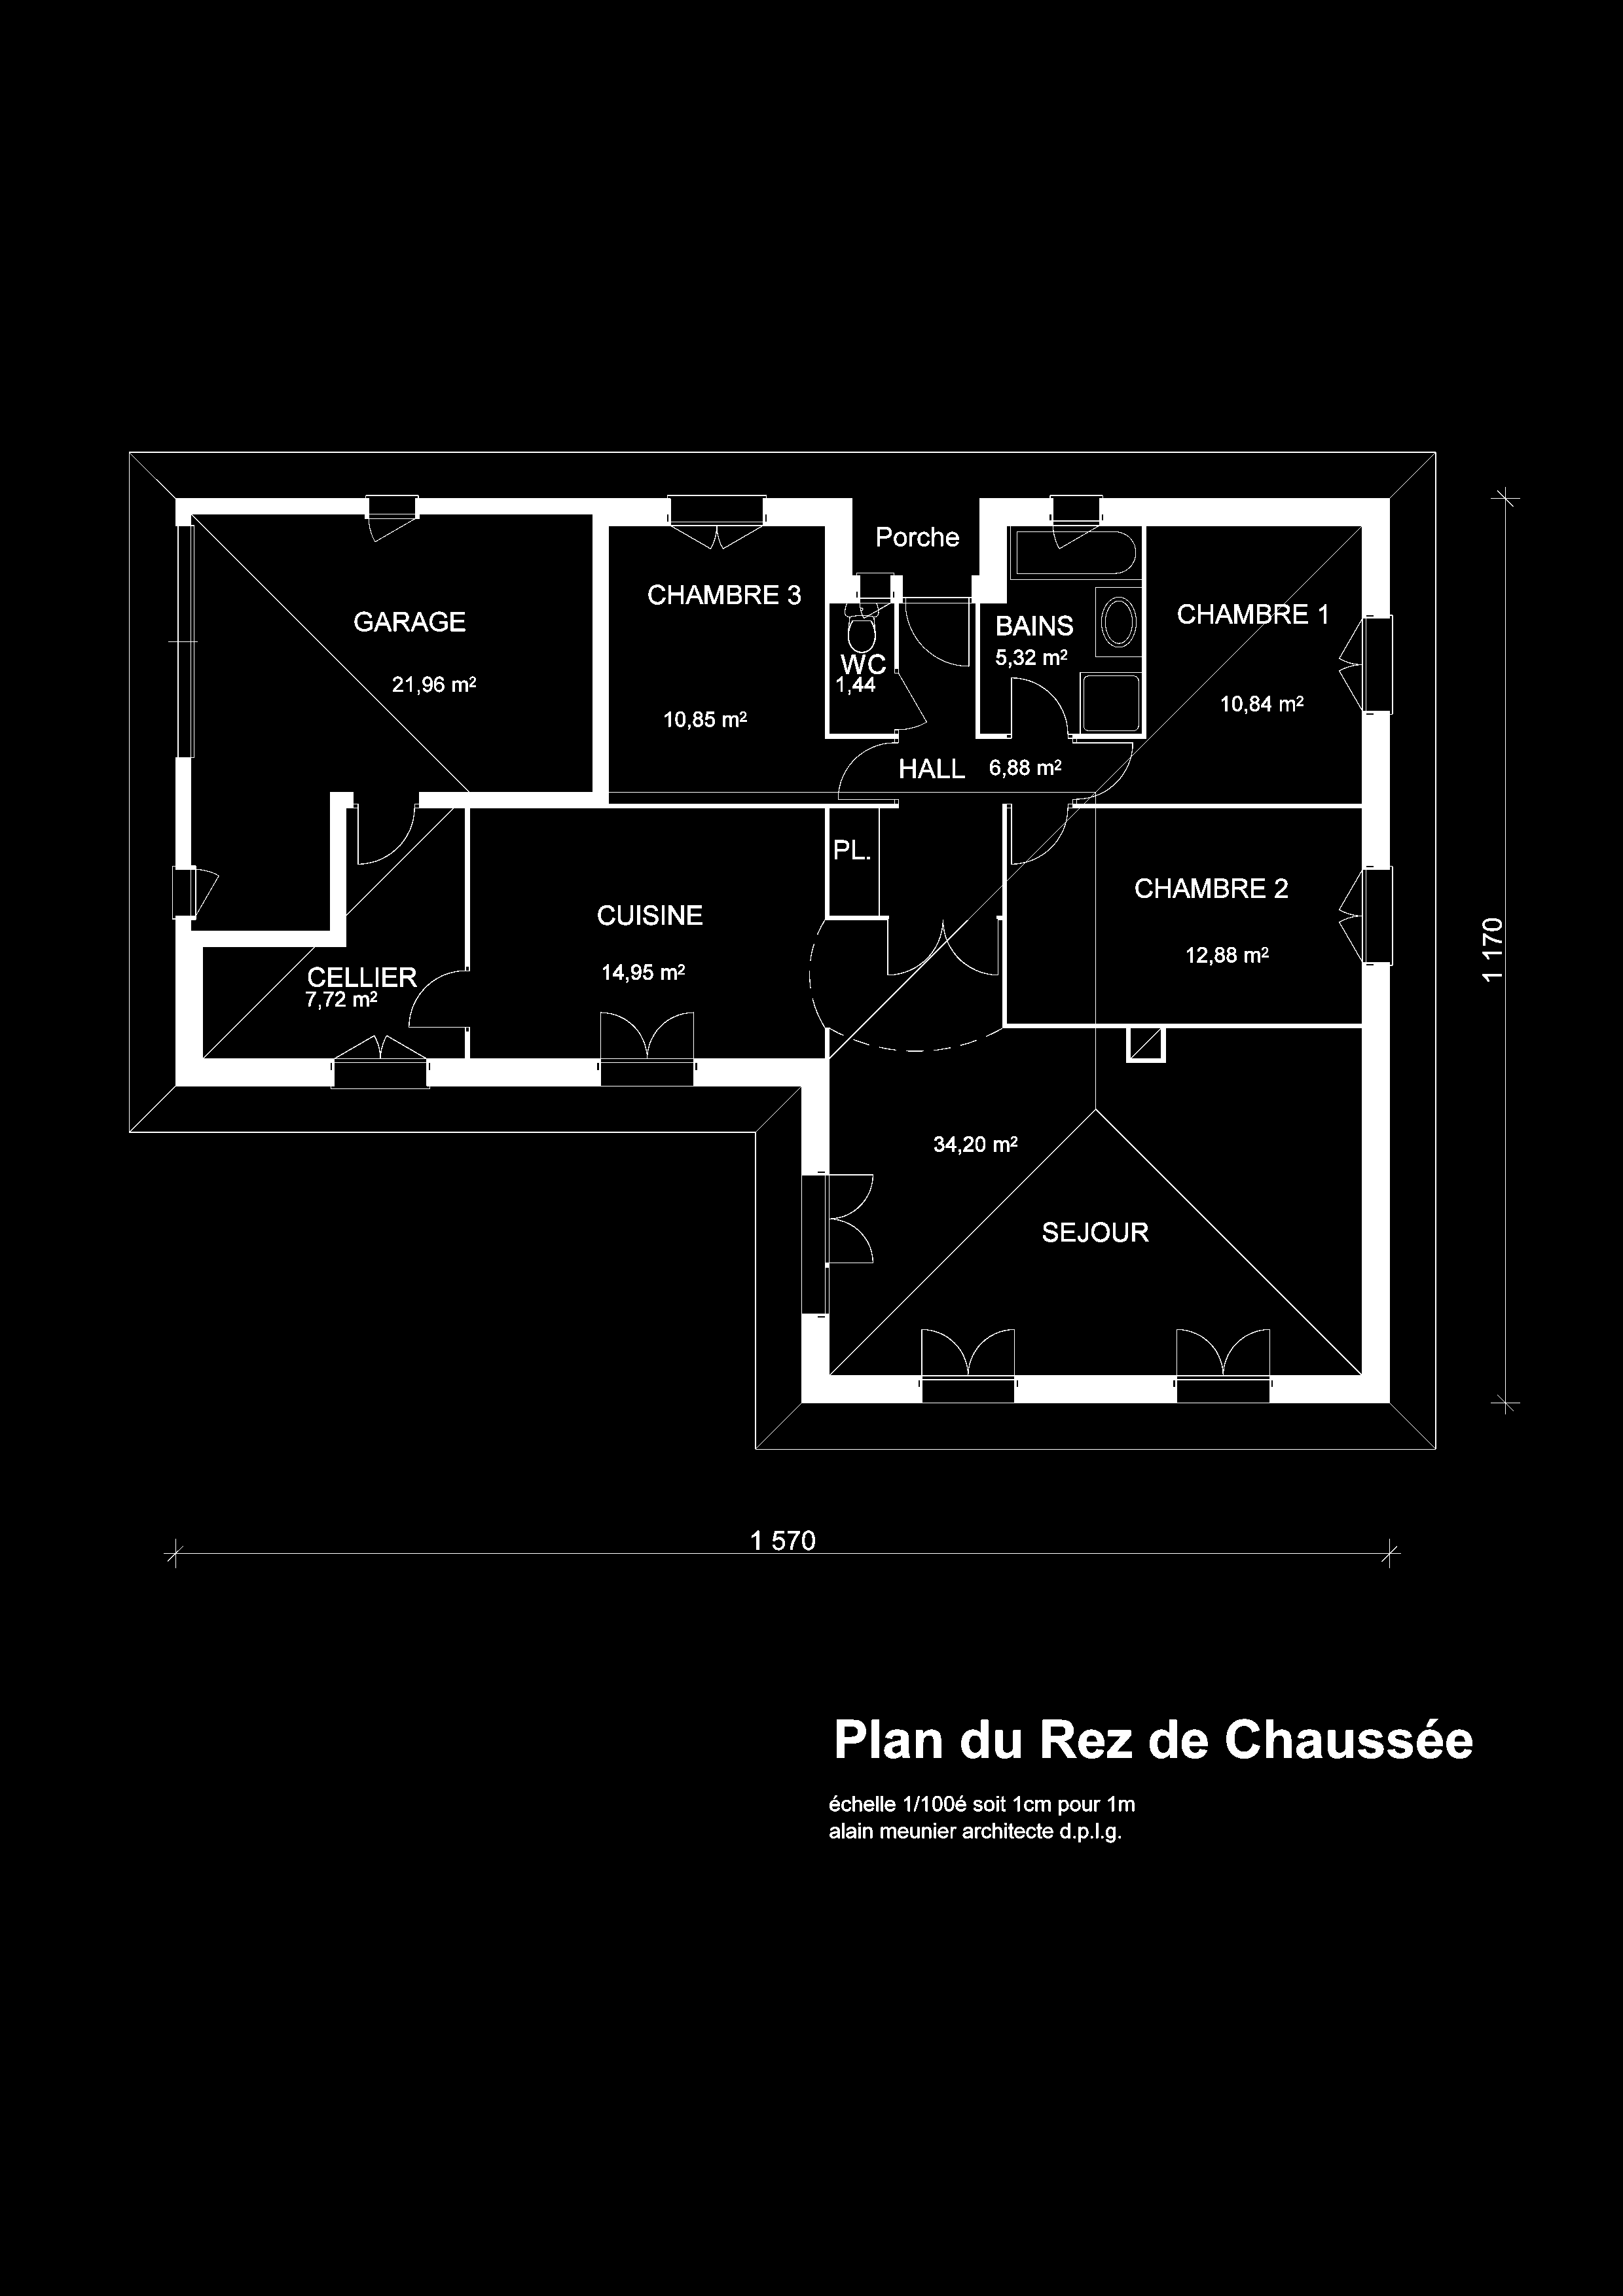 Porche
CHAMBRE 3
GARAGE
CHAMBRE 1
BAINS
5,32 m²
WC
1,44
21,96 m²
10,85 m²
10,84 m²
HALL 6,88 m²
PL.
CHAMBRE 2
CUISINE
12,88 m²
1 170
CELLIER
7,72 m²
14,95 m²
34,20 m²
SEJOUR
1 570
Plan du Rez de Chaussée
échelle 1/100é soit 1cm pour 1m
alain meunier architecte d.p.l.g.